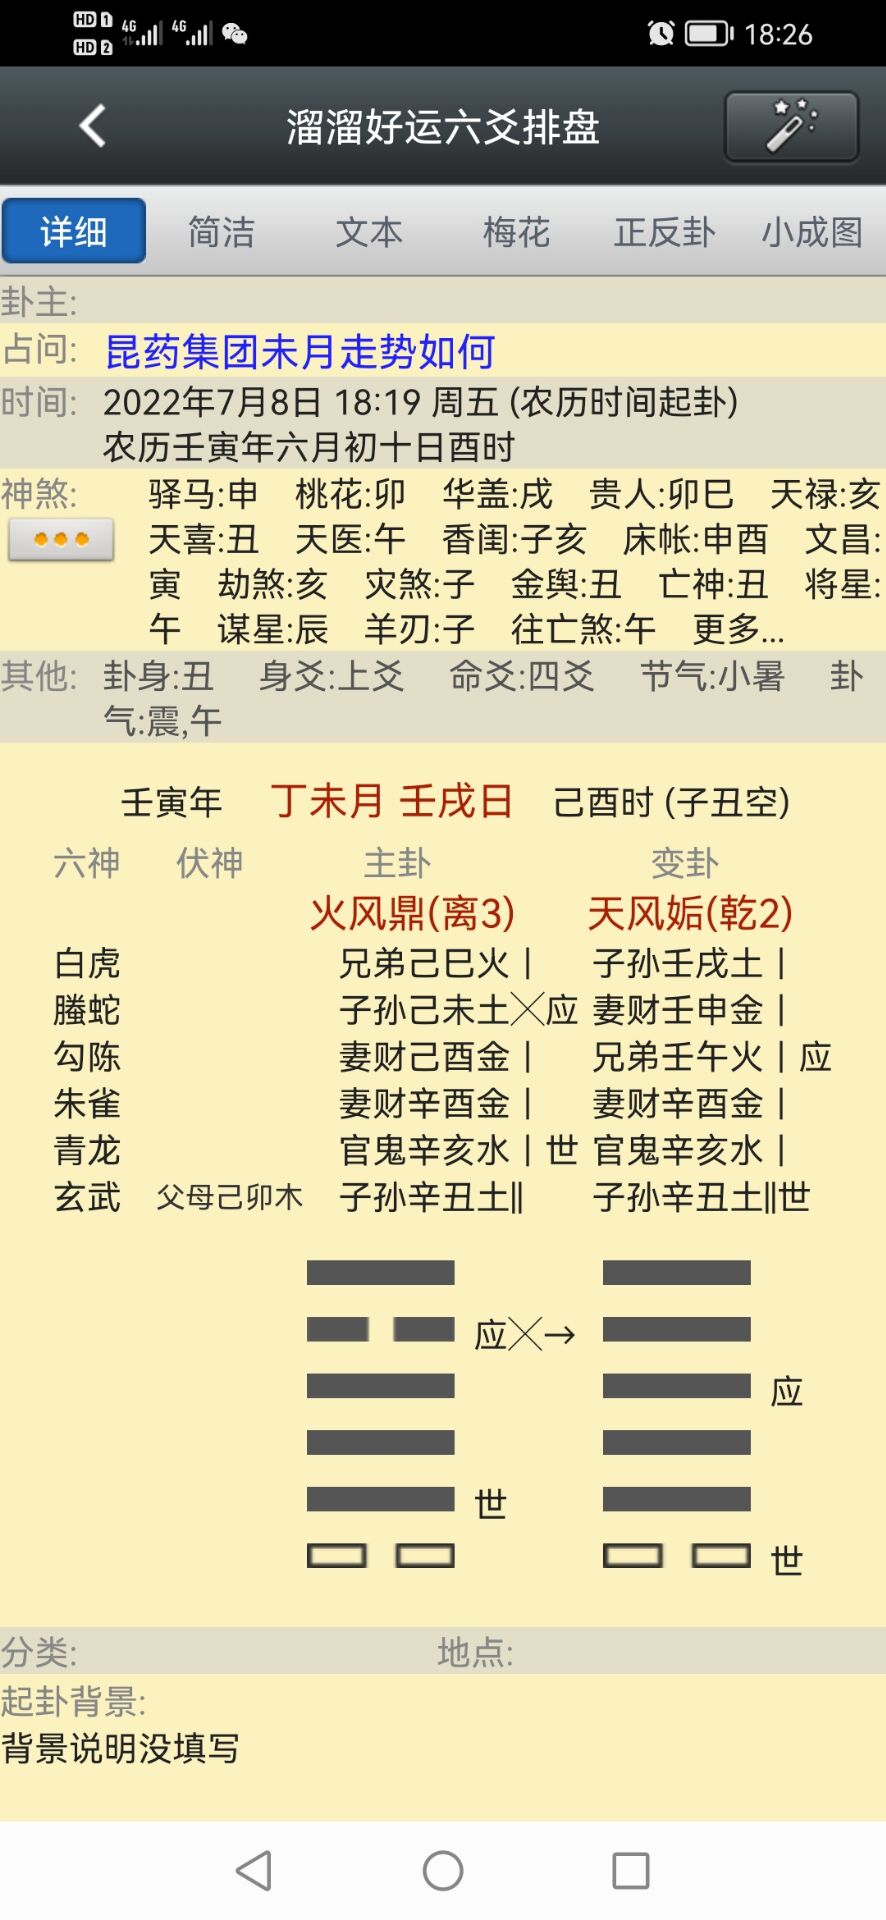 HD 1 4G 4G 18:26
HD 2
溜溜好运六爻排盘
详细 简洁 文本 梅花 正反卦 小成图
卦主:
占问: 昆药集团未月走势如何
时间: 2022年7月8日 18:19 周五 (农历时间起卦)
农历壬寅年六月初十日酉时
神煞: 驿马:申 桃花:卯 华盖:戌 贵人:卯巳 天禄:亥
天喜:丑 天医:午 香闺:子亥 床帐:申酉 文昌:
寅 劫煞:亥 灾煞:子 金舆:丑 亡神:丑 将星:
午 谋星:辰 羊刃:子 往亡煞:午 更多...
其他: 卦身:丑 身爻:上爻 命爻:四爻 节气:小暑 卦
气:震,午
壬寅年 丁未月 壬戌日 己酉时 (子丑空)
六神 伏神 主卦 变卦
火风鼎(离3) 天风姤(乾2)
白虎 兄弟己巳火 子孙壬戌土
螣蛇 子孙己未土 应 妻财壬申金
勾陈 妻财己酉金 兄弟壬午火 应
朱雀 妻财辛酉金 妻财辛酉金
青龙 官鬼辛亥水 世 官鬼辛亥水
玄武 父母己卯木 子孙辛丑土 子孙辛丑土 世
应
应
世
世
分类: 地点:
起卦背景:
背景说明没填写